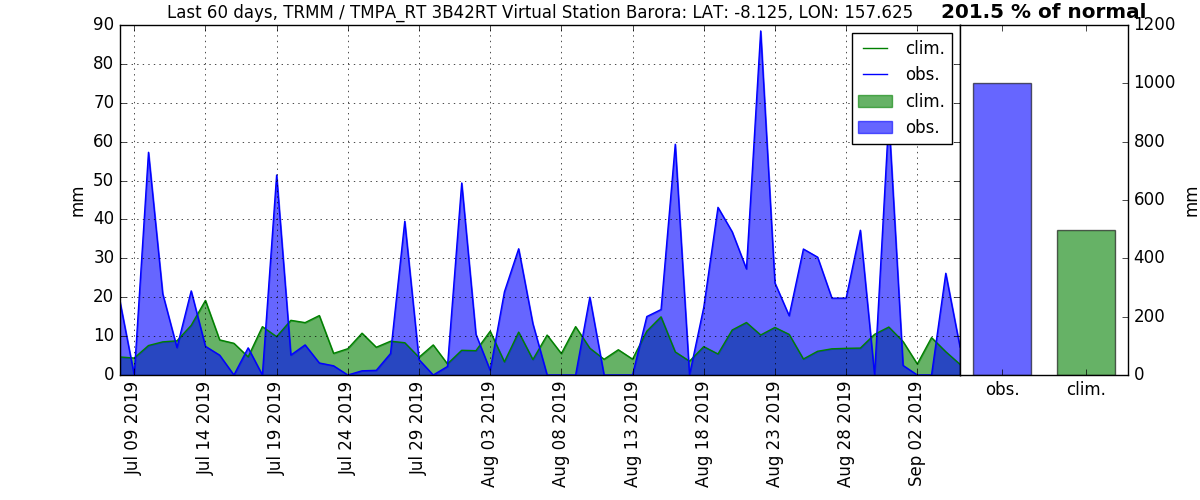 Last 60 days, TRMM / TMPA_RT 3B42RT Virtual Station Barora: LAT: -8.125, LON: 157.625
201.5 % of normal
90
80
70
60
50
40
30
20
10
0
mm
clim.
obs.
clim.
obs.
1200
1000
800
600
400
200
0
mm
obs.
clim.
Jul 09 2019
Jul 14 2019
Jul 19 2019
Jul 24 2019
Jul 29 2019
Aug 03 2019
Aug 08 2019
Aug 13 2019
Aug 18 2019
Aug 23 2019
Aug 28 2019
Sep 02 2019